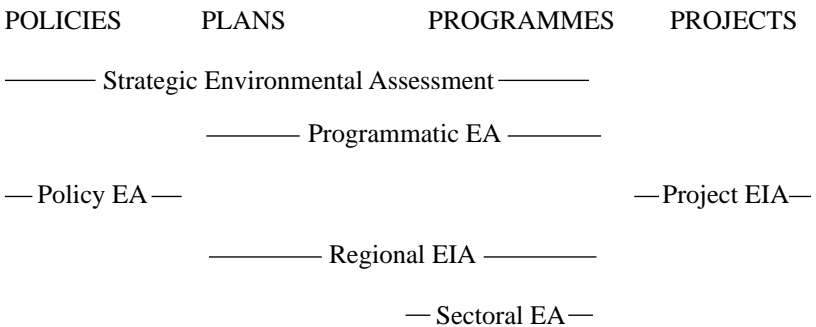 POLICIES PLANS PROGRAMMES PROJECTS
Strategic Environmental Assessment
Programmatic EA
Policy EA Project EIA
Regional EIA
Sectoral EA